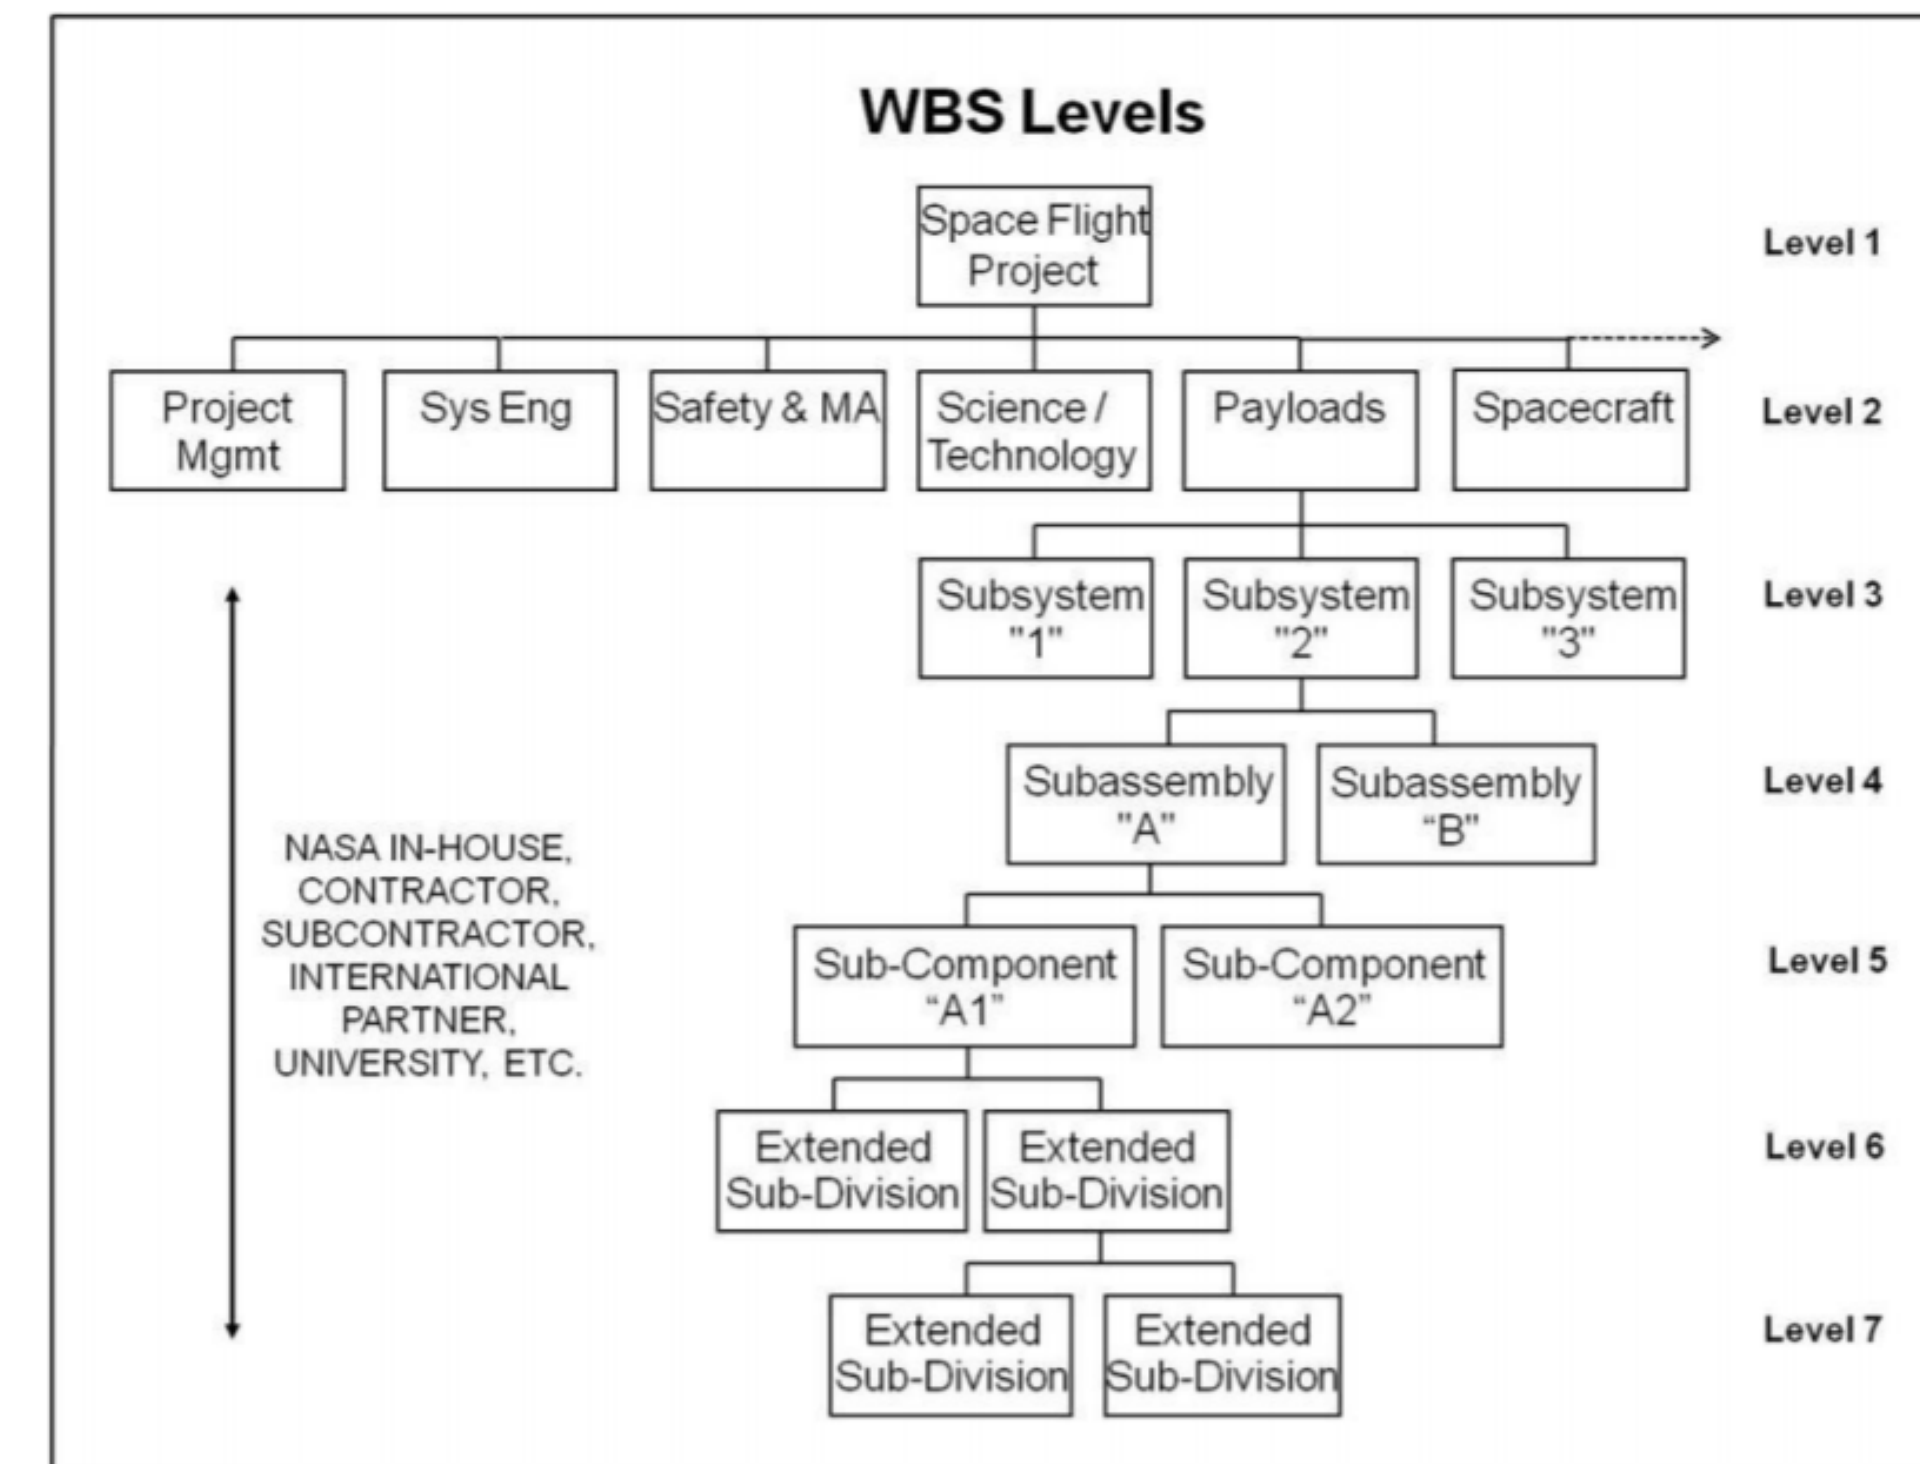 WBS Levels
Space Flight
Project
Level 1
Project
Mgmt
Sys Eng
Safety & MA
Science /
Technology
Payloads
Spacecraft
Level 2
Subsystem
"1"
Subsystem
"2"
Subsystem
"3"
Level 3
Subassembly
"A"
Subassembly
“B"
Level 4
NASA IN-HOUSE,
CONTRACTOR,
SUBCONTRACTOR,
INTERNATIONAL
PARTNER,
UNIVERSITY, ETC.
Sub-Component
“A1”
Sub-Component
“A2”
Level 5
Extended
Sub-Division
Extended
Sub-Division
Level 6
Extended
Sub-Division
Extended
Sub-Division
Level 7